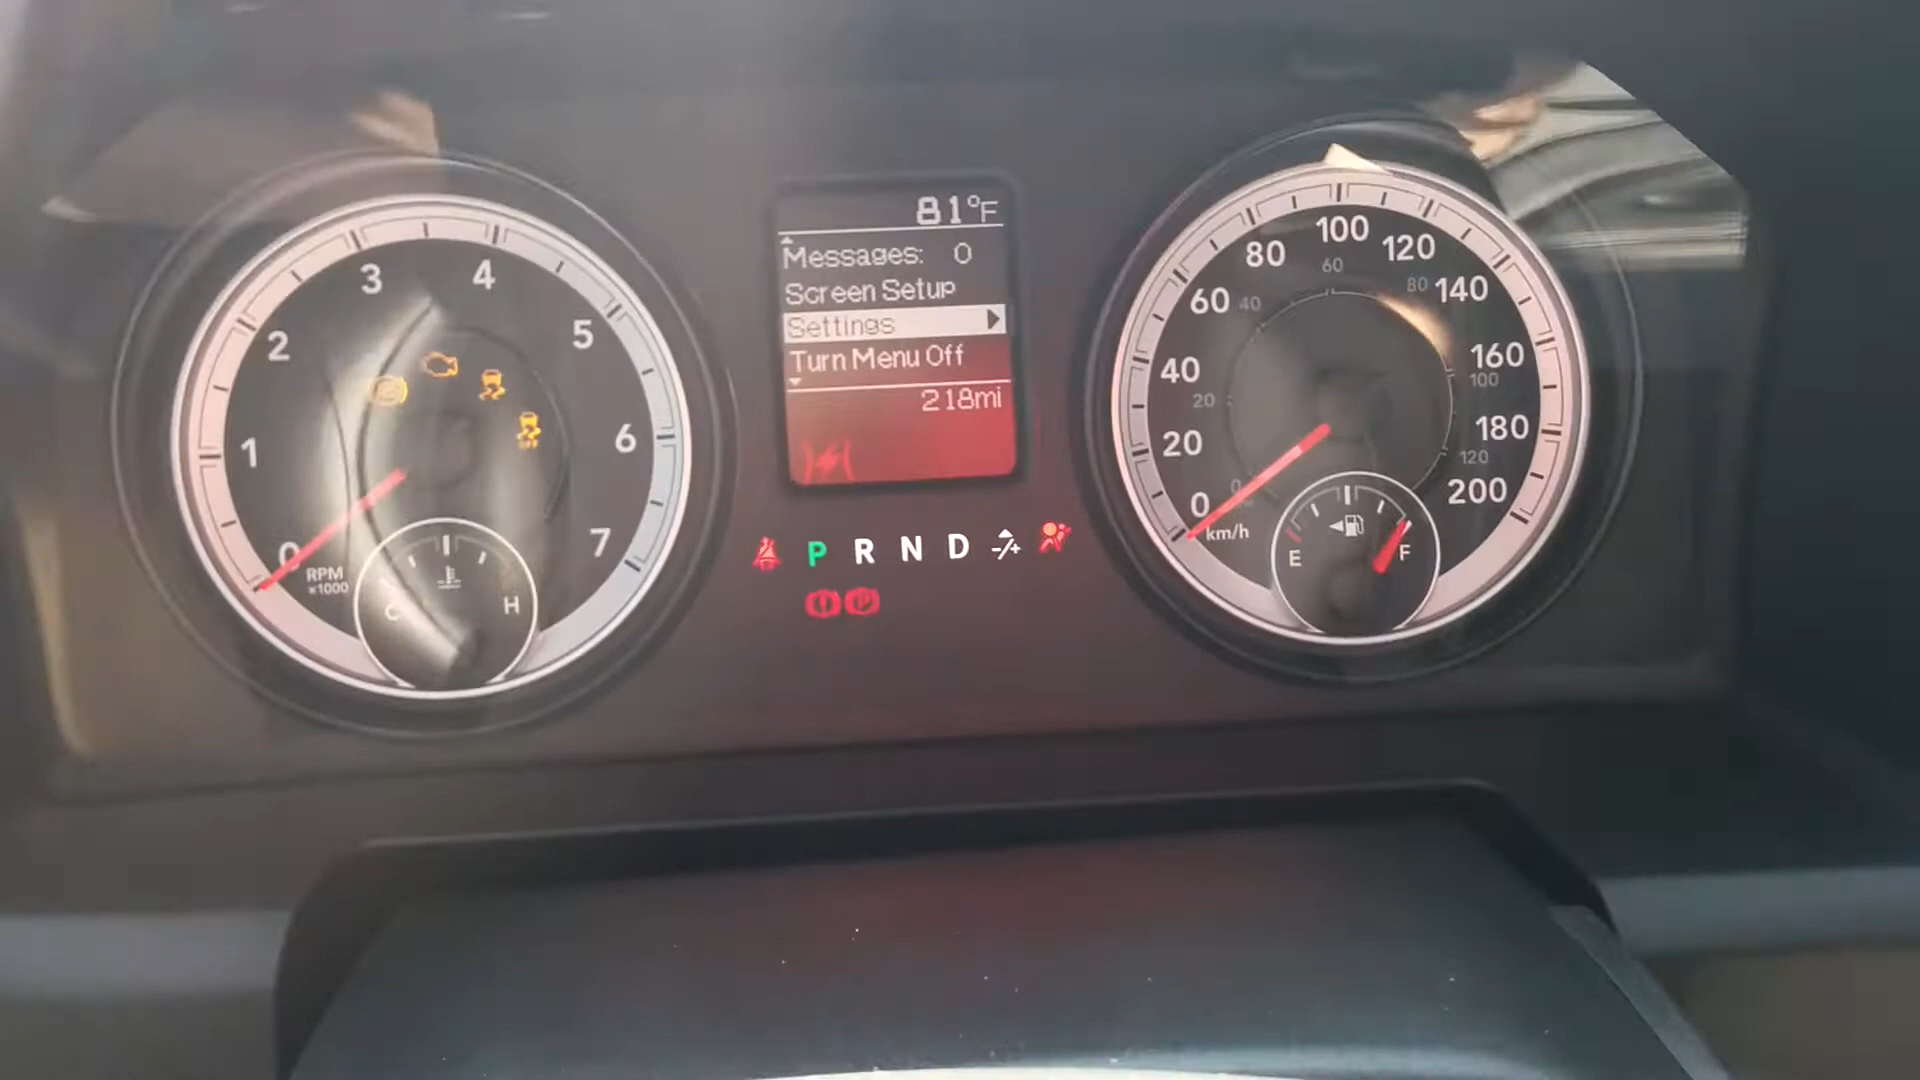 81°F
Messages: 0
Screen Setup
Settings
Turn Menu Off
218mi
P R N D -/+
0 1 2 3 4 5 6 7
RPM
x1000
C H
0 20 40 60 80 100 120 140 160 180 200
0 20 40 60 80 100 120
km/h
E F
OFF
P